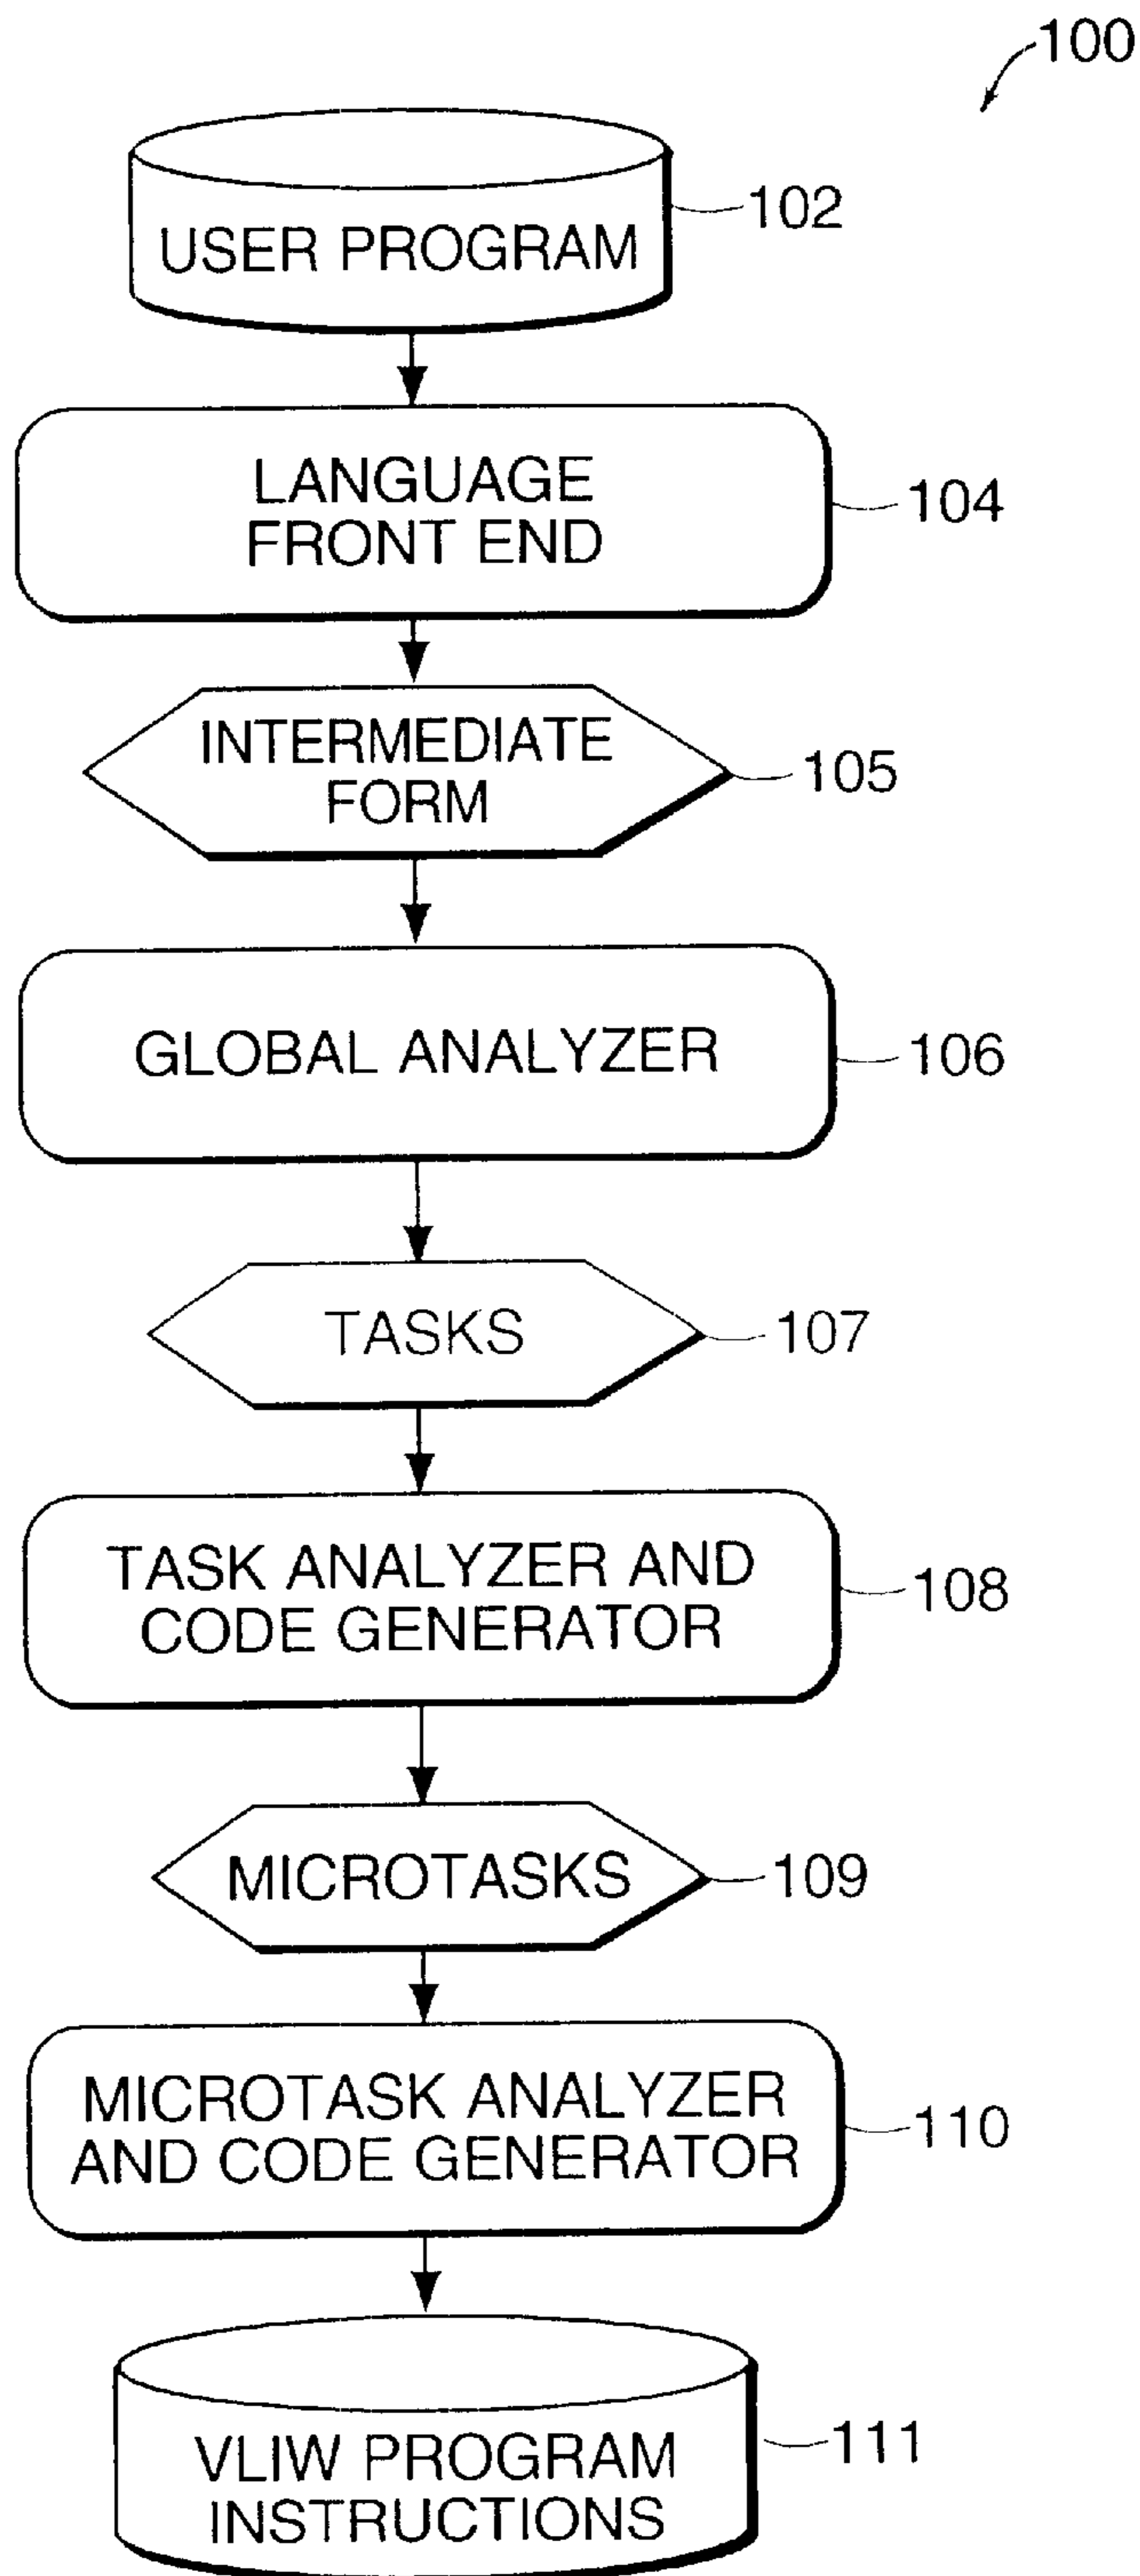 100
USER PROGRAM
102
LANGUAGE
FRONT END
104
INTERMEDIATE
FORM
105
GLOBAL ANALYZER
106
TASKS
107
TASK ANALYZER AND
CODE GENERATOR
108
MICROTASKS
109
MICROTASK ANALYZER
AND CODE GENERATOR
110
VLIW PROGRAM
INSTRUCTIONS
111